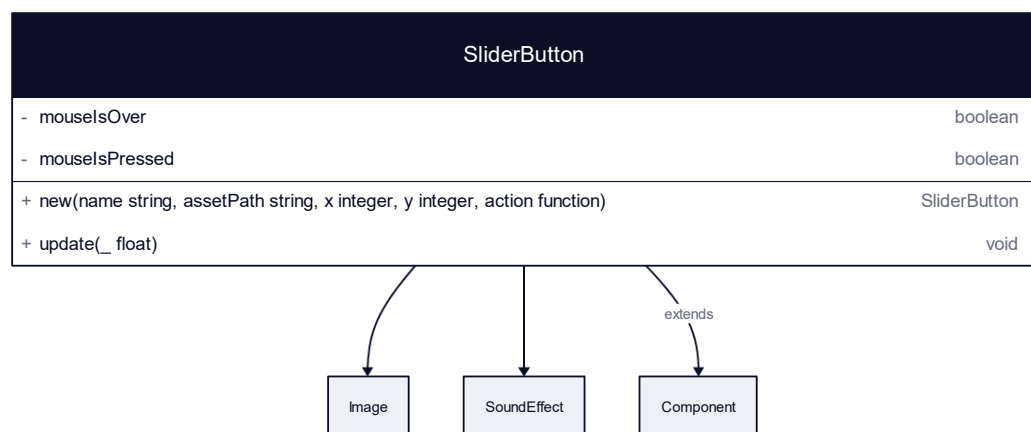 SliderButton
- mouseIsOver boolean
- mouseIsPressed boolean
+ new(name string, assetPath string, x integer, y integer, action function) SliderButton
+ update(_ float) void
extends
Image SoundEffect Component